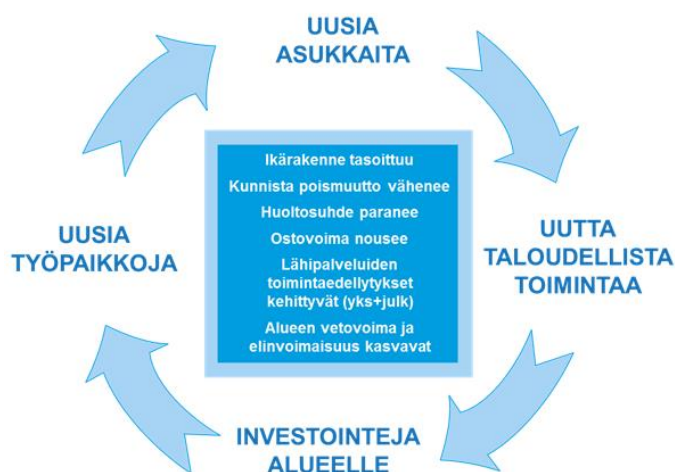 UUSIA
ASUKKAITA
Ikärakenne tasoittuu
Kunnista poismuutto vähenee
Huoltosuhde paranee
Ostovoima nousee
Lähipalveluiden
toimintaedellytykset
kehittyvät (yks+julk)
Alueen vetovoima ja
elinvoimaisuus kasvavat
UUSIA
TYÖPAIKKOJA
UUTTA
TALOUDELLISTA
TOIMINTAA
INVESTOINTEJA
ALUEELLE